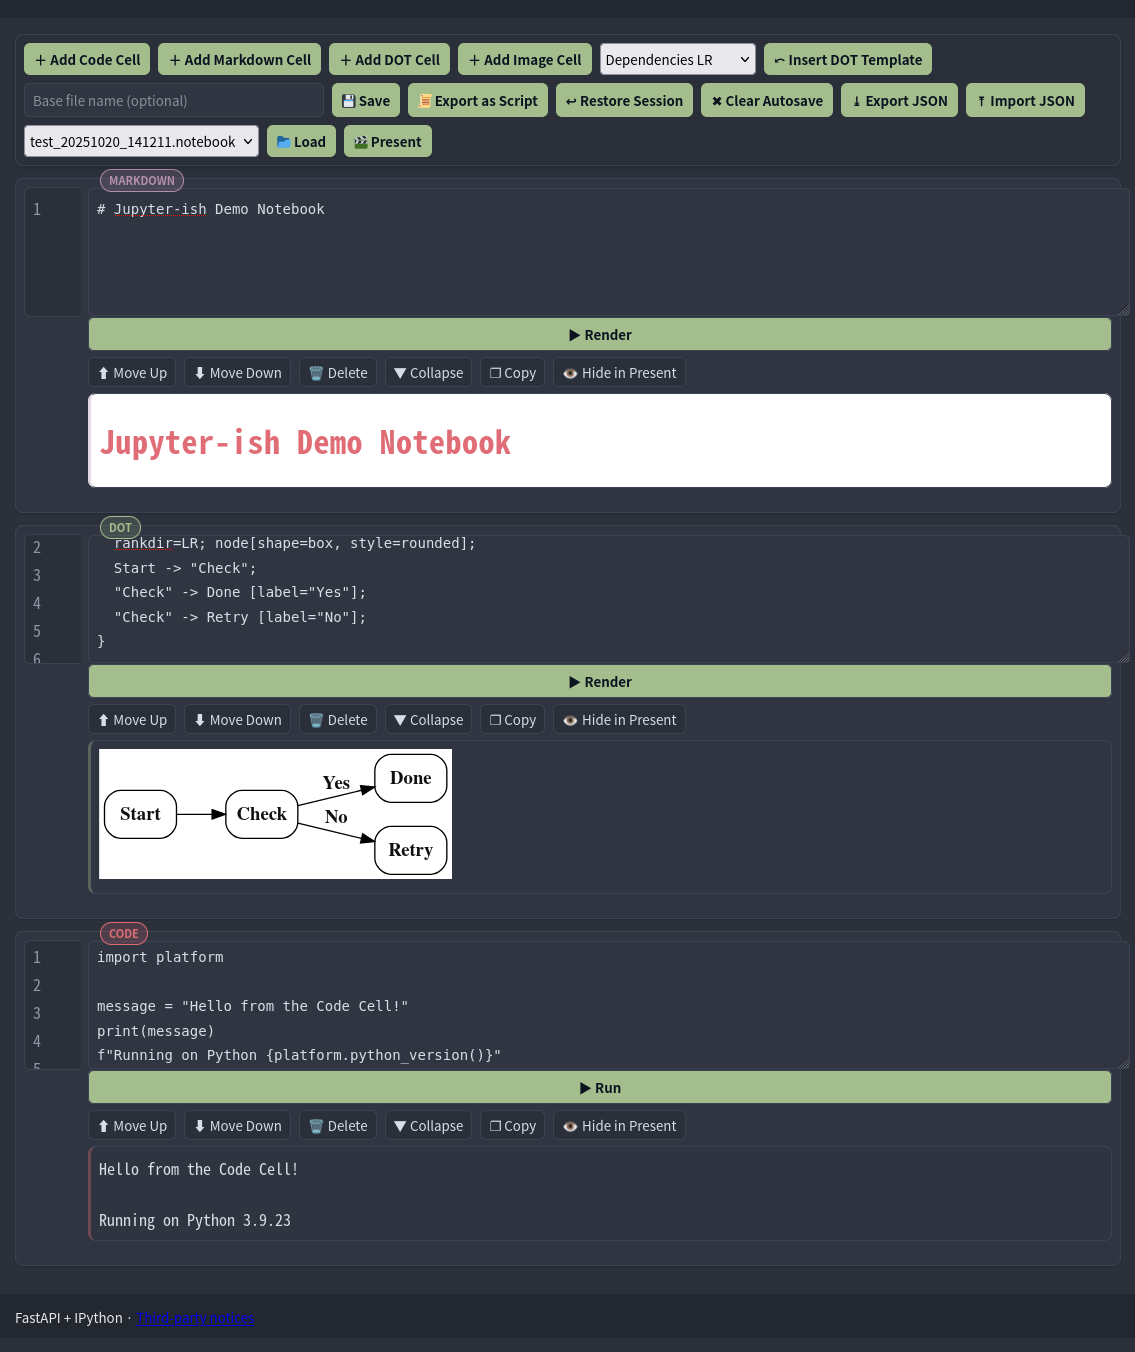 + Add Code Cell + Add Markdown Cell + Add DOT Cell + Add Image Cell Dependencies LR Insert DOT Template
Base file name (optional) Save Export as Script Restore Session Clear Autosave Export JSON Import JSON
test_20251020_141211.notebook Load Present
MARKDOWN
1 # Jupyter-ish Demo Notebook
Render
Move Up Move Down Delete Collapse Copy Hide in Present
Jupyter-ish Demo Notebook
DOT
2 rankdir=LR; node[shape=box, style=rounded];
3 Start -> "Check";
4 "Check" -> Done [label="Yes"];
5 "Check" -> Retry [label="No"];
6 }
Render
Move Up Move Down Delete Collapse Copy Hide in Present
Start
Check
Yes
No
Done
Retry
CODE
1 import platform
2
3 message = "Hello from the Code Cell!"
4 print(message)
5 f"Running on Python {platform.python_version()}"
Run
Move Up Move Down Delete Collapse Copy Hide in Present
Hello from the Code Cell!
Running on Python 3.9.23
FastAPI + IPython · Third-party notices